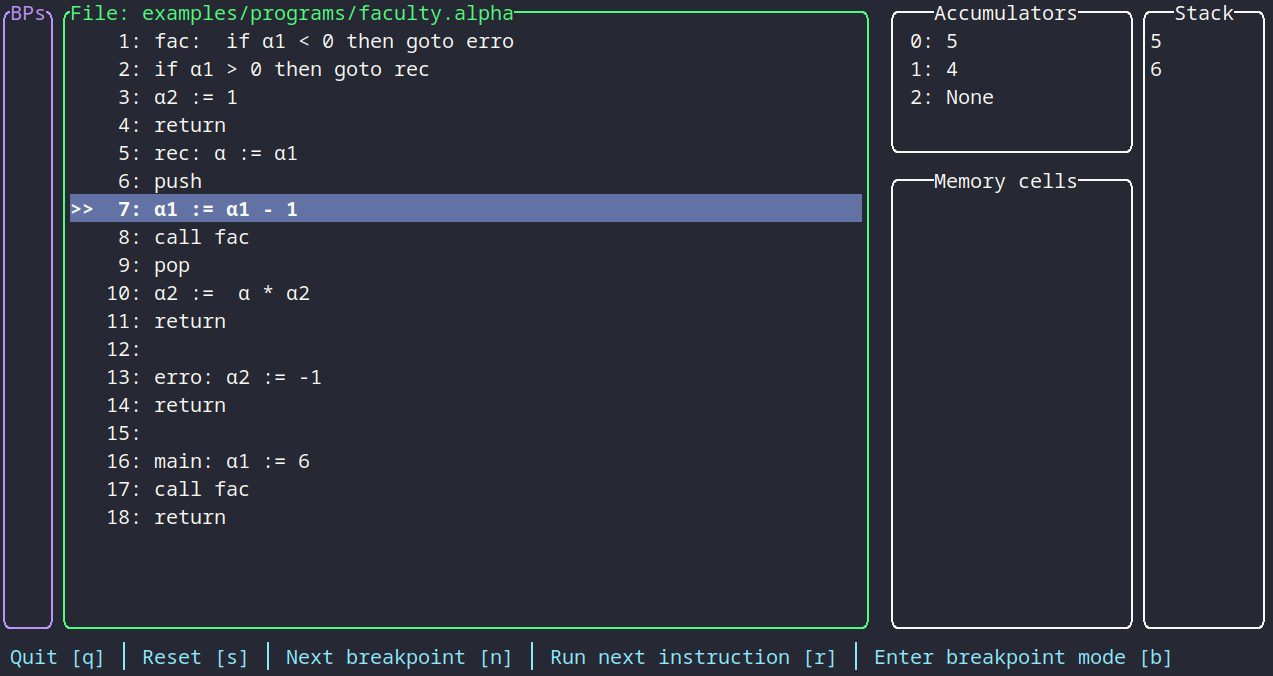 BPs
File: examples/programs/faculty.alpha
1: fac:  if α1 < 0 then goto erro
2: if α1 > 0 then goto rec
3: α2 := 1
4: return
5: rec: α := α1
6: push
>> 7: α1 := α1 - 1
8: call fac
9: pop
10: α2 :=  α * α2
11: return
12:
13: erro: α2 := -1
14: return
15:
16: main: α1 := 6
17: call fac
18: return
Accumulators
0: 5
1: 4
2: None
Memory cells
Stack
5
6
Quit [q] | Reset [s] | Next breakpoint [n] | Run next instruction [r] | Enter breakpoint mode [b]